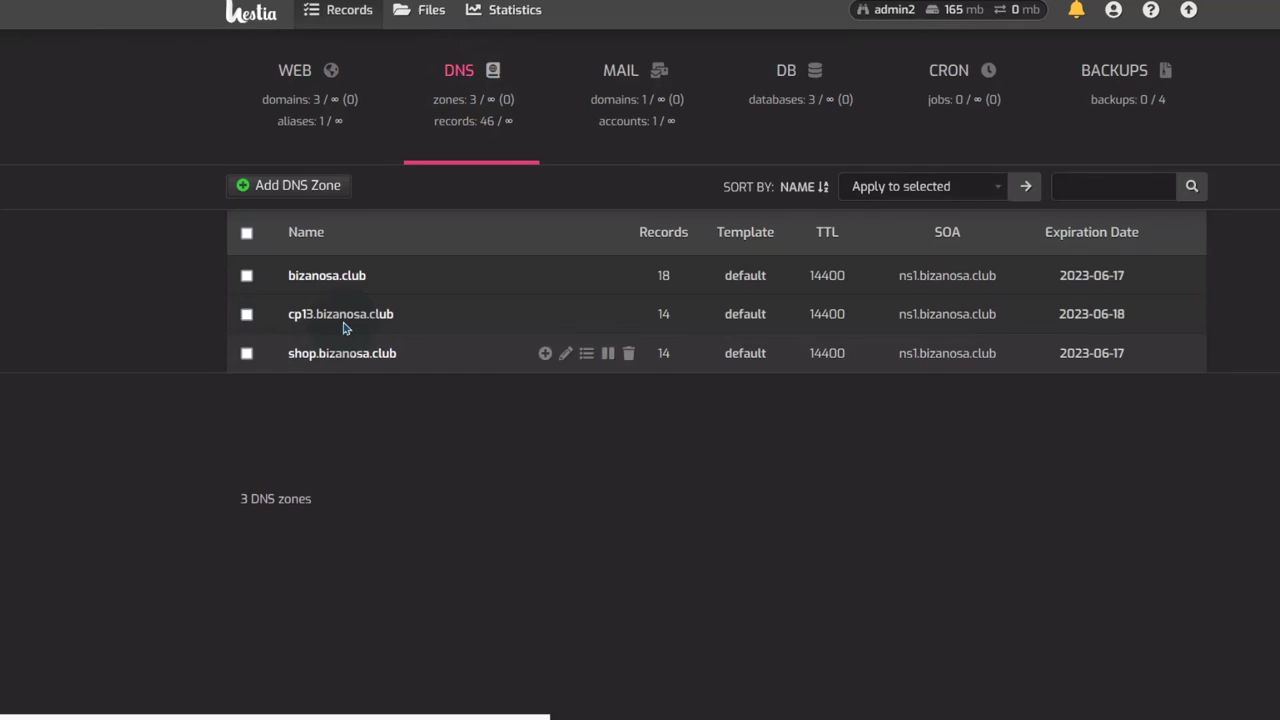 hestia Records Files Statistics admin2 165 mb 0 mb
WEB DNS MAIL DB CRON BACKUPS
domains: 3 / ∞ (0) zones: 3 / ∞ (0) domains: 1 / ∞ (0) databases: 3 / ∞ (0) jobs: 0 / ∞ (0) backups: 0 / 4
aliases: 1 / ∞ records: 46 / ∞ accounts: 1 / ∞
Add DNS Zone SORT BY: NAME Apply to selected
Name Records Template TTL SOA Expiration Date
bizanosa.club 18 default 14400 ns1.bizanosa.club 2023-06-17
cp13.bizanosa.club 14 default 14400 ns1.bizanosa.club 2023-06-18
shop.bizanosa.club 14 default 14400 ns1.bizanosa.club 2023-06-17
3 DNS zones